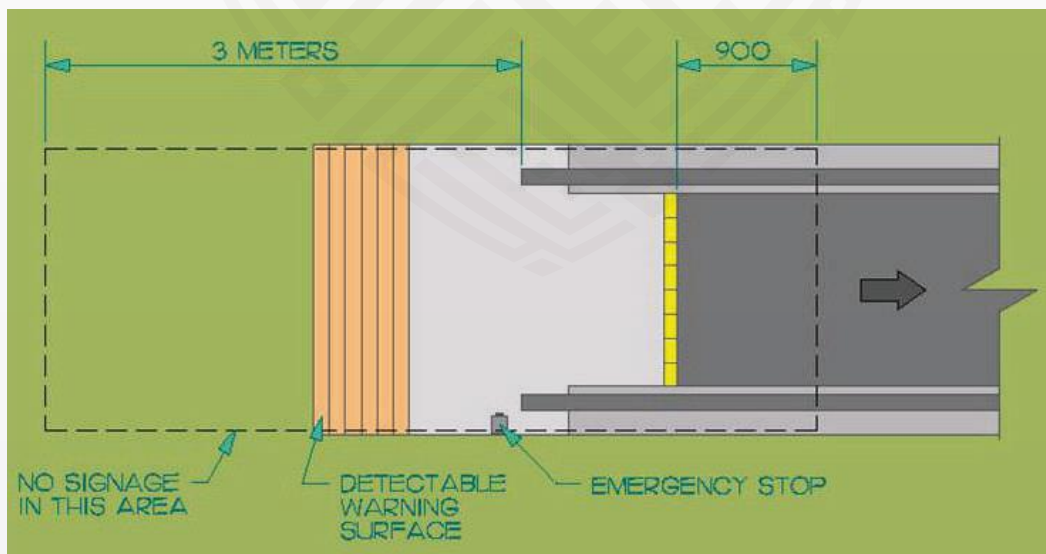 3 METERS
900
NO SIGNAGE
IN THIS AREA
DETECTABLE
WARNING
SURFACE
EMERGENCY STOP